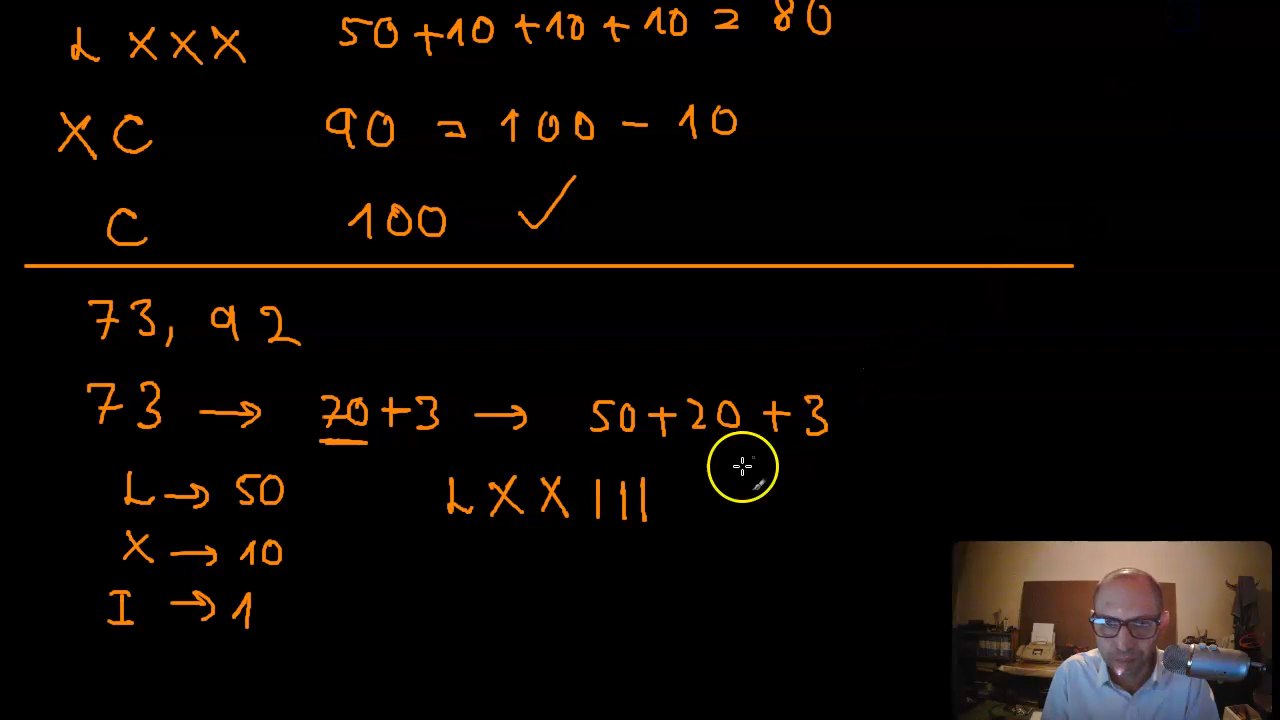 L X X X 50 + 10 + 10 + 10 = 80
X C 90 = 100 - 10
C 100 ✓
73, 92
73 → 70 + 3 → 50 + 20 + 3
L → 50 L X X I I I
X → 10
I → 1